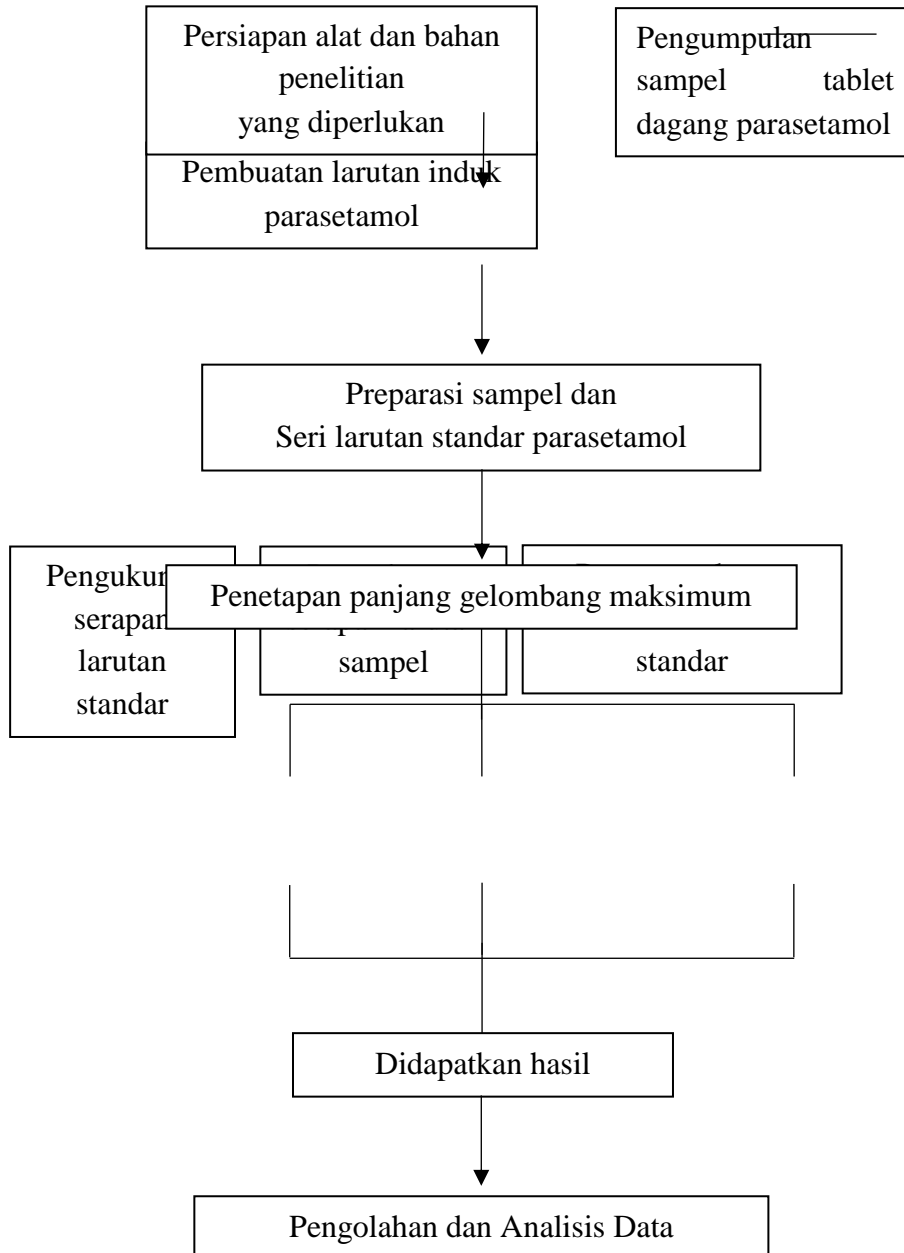 Persiapan alat dan bahan
penelitian
yang diperlukan
Pengumpulan
sampel tablet
dagang parasetamol
Pembuatan larutan induk
parasetamol
Preparasi sampel dan
Seri larutan standar parasetamol
serapan
larutan
standar
Penetapan panjang gelombang maksimum
sampel
standar
Didapatkan hasil
Pengolahan dan Analisis Data